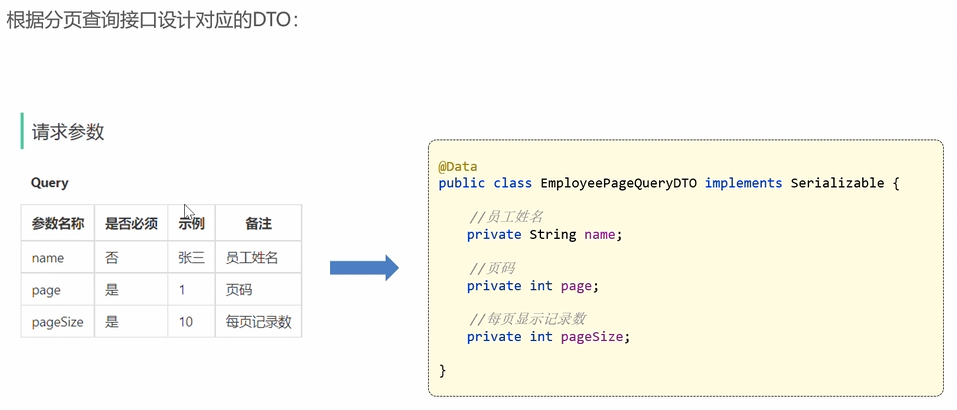 根据分页查询接口设计对应的DTO：
请求参数
Query
参数名称 是否必须 示例 备注
name 否 张三 员工姓名
page 是 1 页码
pageSize 是 10 每页记录数
@Data
public class EmployeePageQueryDTO implements Serializable {
//员工姓名
private String name;
//页码
private int page;
//每页显示记录数
private int pageSize;
}